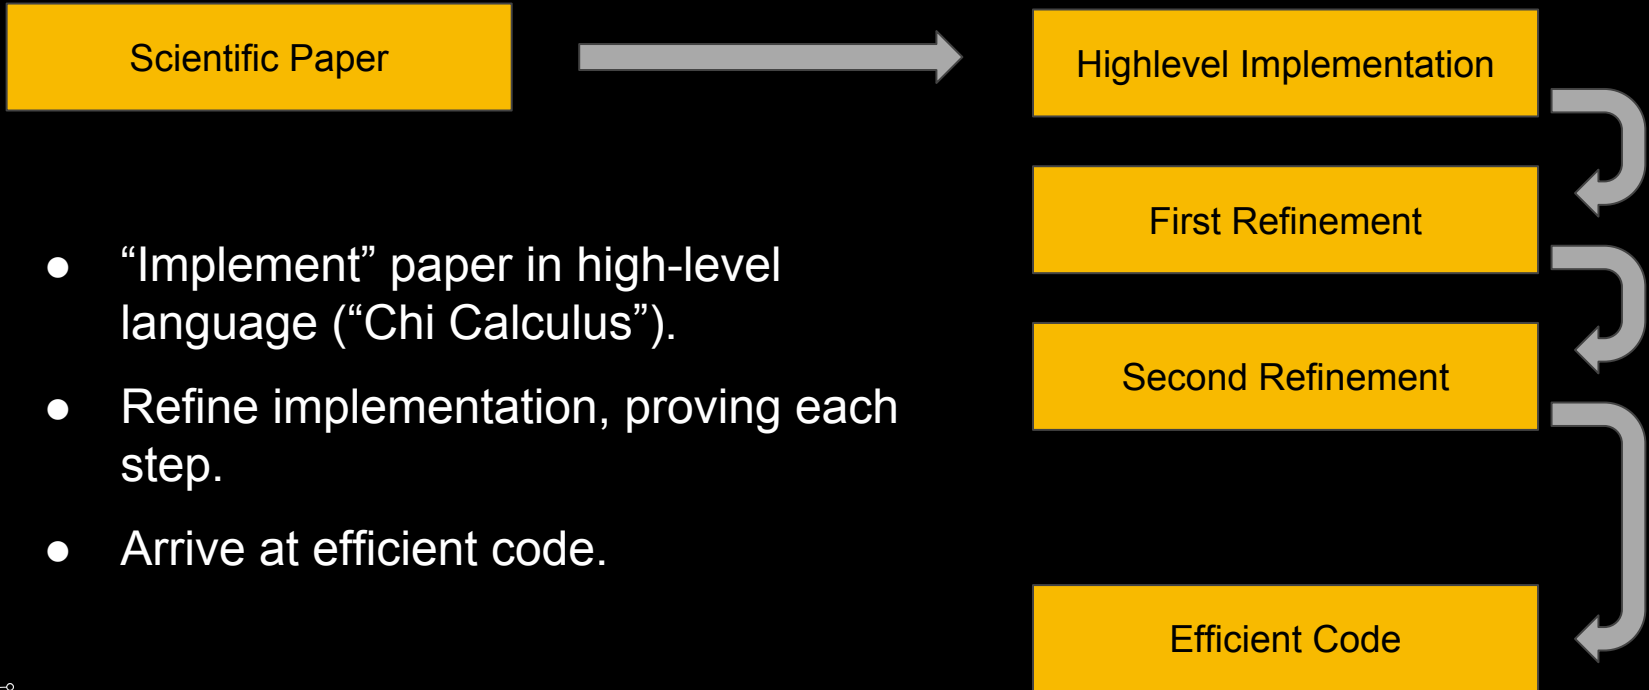 Scientific Paper
Highlevel Implementation
First Refinement
● “Implement” paper in high-level
language (“Chi Calculus”).
Second Refinement
● Refine implementation, proving each
step.
● Arrive at efficient code.
Efficient Code